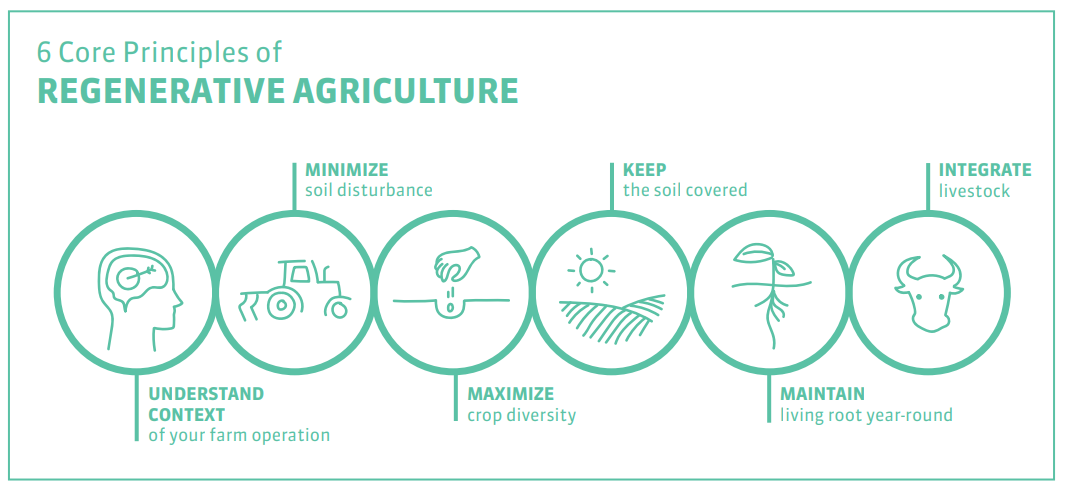 6 Core Principles of
REGENERATIVE AGRICULTURE
UNDERSTAND
CONTEXT
of your farm operation
MINIMIZE
soil disturbance
MAXIMIZE
crop diversity
KEEP
the soil covered
MAINTAIN
living root year-round
INTEGRATE
livestock